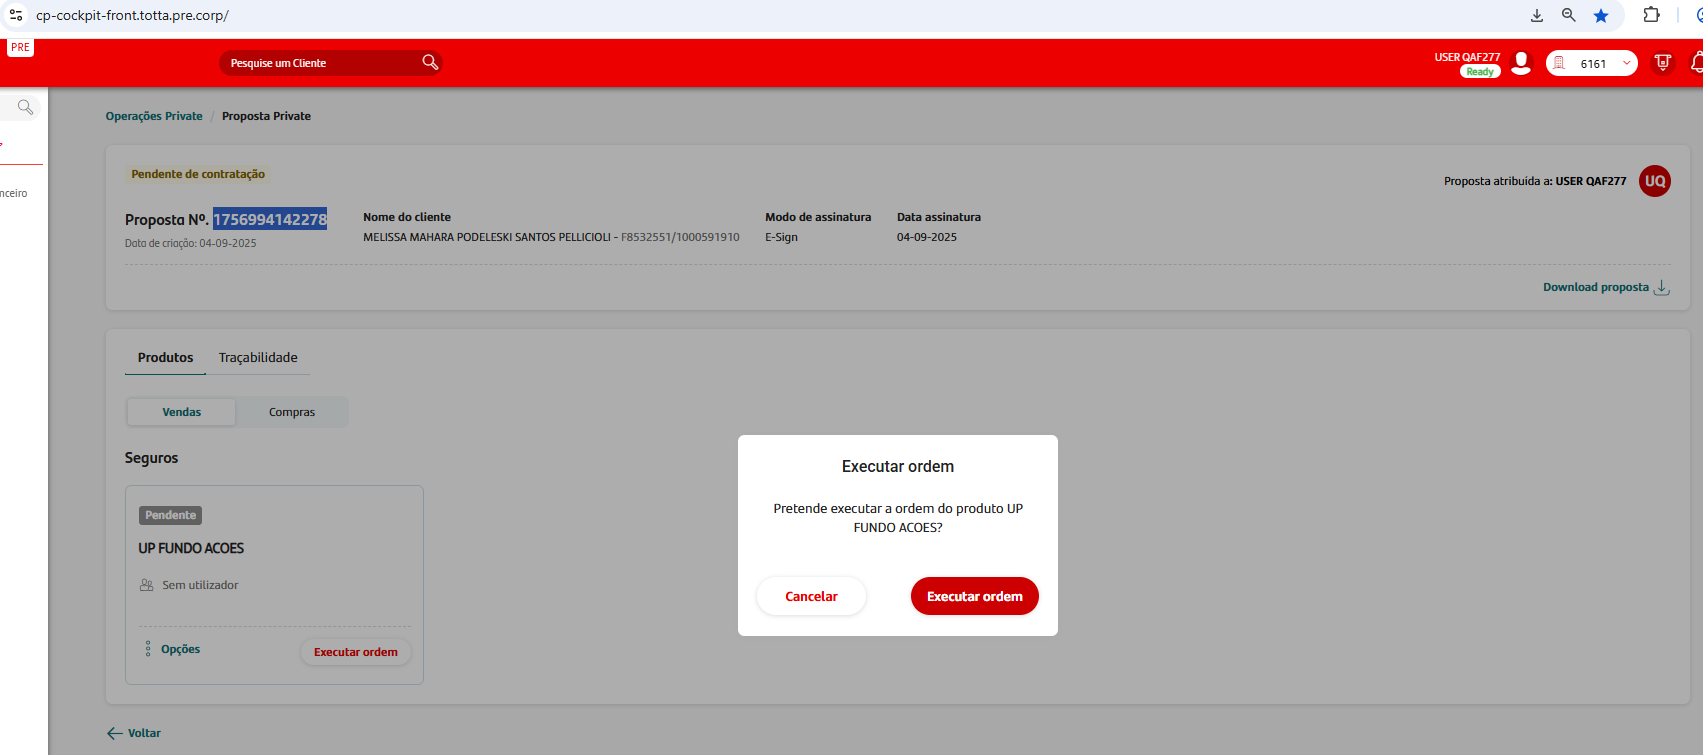 cp-cockpit-front.totta.pre.corp/
PRE
Pesquise um Cliente
USER QAF277
Ready
6161
nceiro
Operações Private / Proposta Private
Pendente de contratação
Proposta atribuída a: USER QAF277
UQ
Proposta Nº. 1756994142278
Data de criação: 04-09-2025
Nome do cliente
MELISSA MAHARA PODELESKI SANTOS PELLICIOLI - F8532551/1000591910
Modo de assinatura
E-Sign
Data assinatura
04-09-2025
Download proposta
Produtos
Traçabilidade
Vendas
Compras
Seguros
Pendente
UP FUNDO ACOES
Sem utilizador
Opções
Executar ordem
Executar ordem
Pretende executar a ordem do produto UP
FUNDO ACOES?
Cancelar
Executar ordem
Voltar